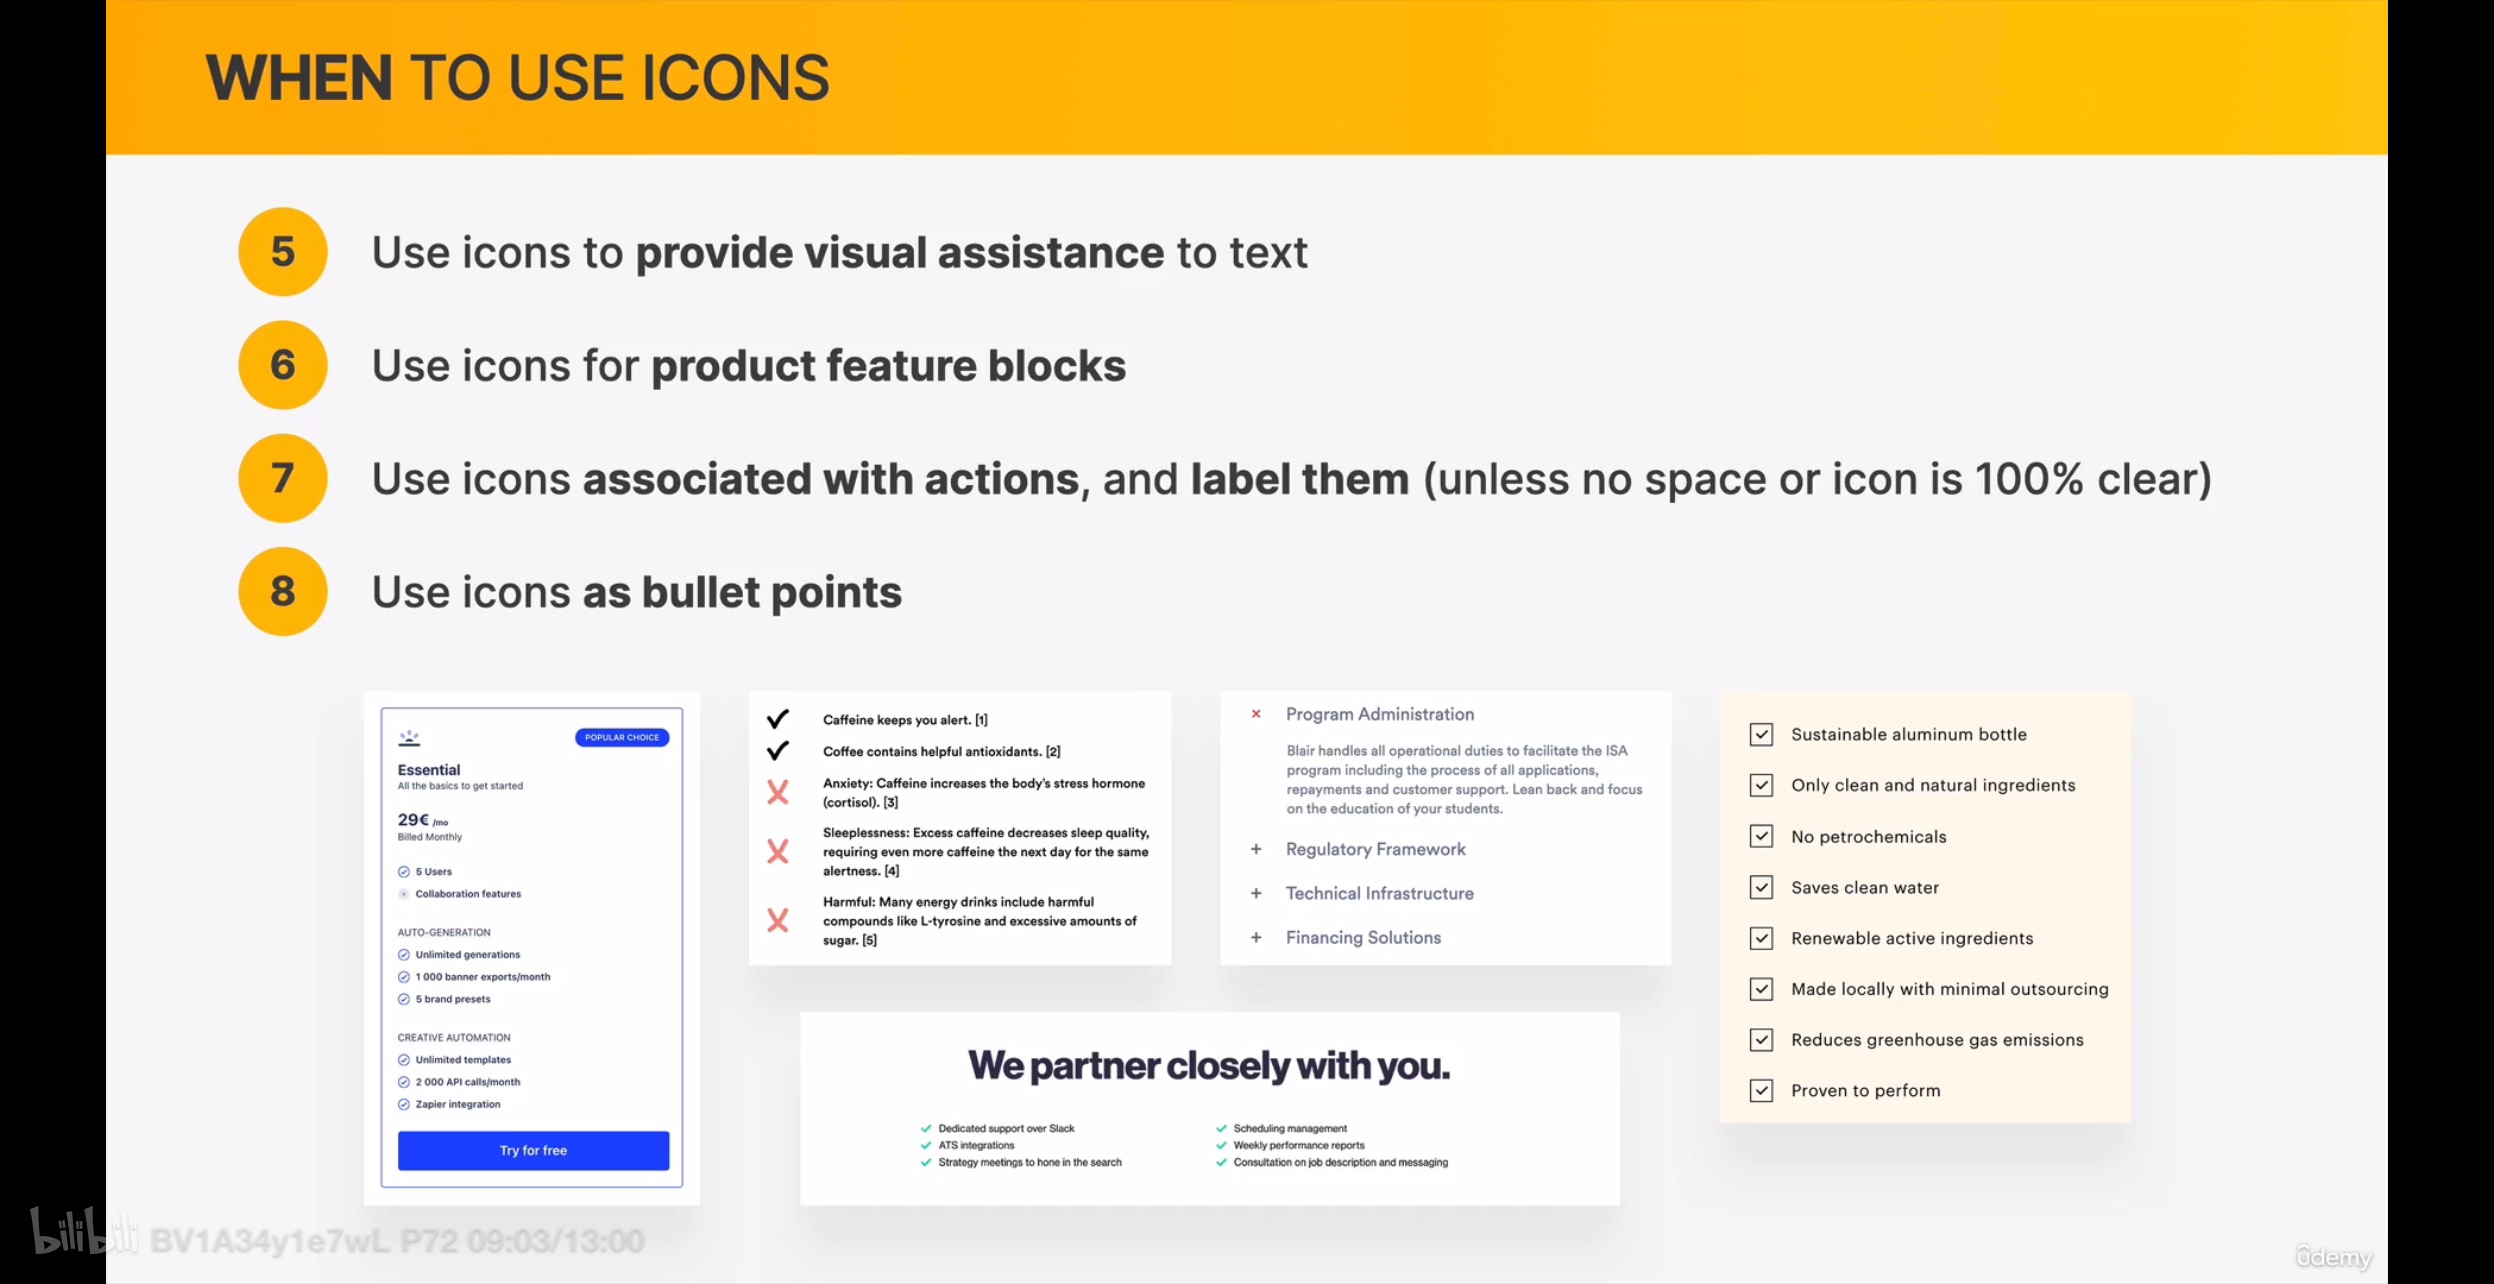 WHEN TO USE ICONS
5
Use icons to provide visual assistance to text
6
Use icons for product feature blocks
7
Use icons associated with actions, and label them (unless no space or icon is 100% clear)
8
Use icons as bullet points
POPULAR CHOICE
Essential
All the basics to get started
29€ /mo
Billed Monthly
5 Users
Collaboration features
AUTO-GENERATION
Unlimited generations
1 000 banner exports/month
5 brand presets
CREATIVE AUTOMATION
Unlimited templates
2 000 API calls/month
Zapier integration
Try for free
Caffeine keeps you alert. [1]
Coffee contains helpful antioxidants. [2]
Anxiety: Caffeine increases the body's stress hormone
(cortisol). [3]
Sleeplessness: Excess caffeine decreases sleep quality,
requiring even more caffeine the next day for the same
alertness. [4]
Harmful: Many energy drinks include harmful
compounds like L-tyrosine and excessive amounts of
sugar. [5]
Program Administration
Blair handles all operational duties to facilitate the ISA
program including the process of all applications,
repayments and customer support. Lean back and focus
on the education of your students.
+ Regulatory Framework
+ Technical Infrastructure
+ Financing Solutions
We partner closely with you.
Dedicated support over Slack
ATS integrations
Strategy meetings to hone in the search
Scheduling management
Weekly performance reports
Consultation on job description and messaging
Sustainable aluminum bottle
Only clean and natural ingredients
No petrochemicals
Saves clean water
Renewable active ingredients
Made locally with minimal outsourcing
Reduces greenhouse gas emissions
Proven to perform
bilibili BV1A34y1e7wL P72 09:03/13:00
ûdemy